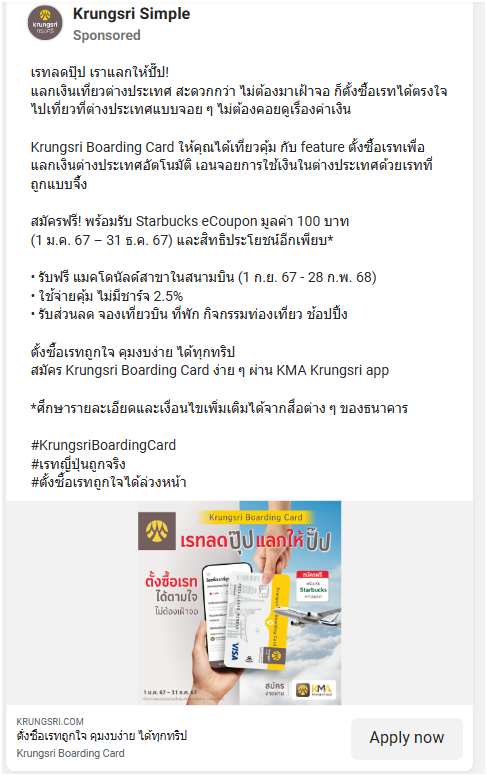 krungsri
กรุงศรี
Krungsri Simple
Sponsored
เรทลดปุ๊ป เราแลกให้ปั๊ป!
แลกเงินเที่ยวต่างประเทศ สะดวกกว่า ไม่ต้องมาเฝ้าจอ ก็ตั้งซื้อเรทได้ตรงใจ
ไปเที่ยวที่ต่างประเทศแบบจอย ๆ ไม่ต้องคอยดูเรื่องค่าเงิน
Krungsri Boarding Card ให้คุณได้เที่ยวคุ้ม กับ feature ตั้งซื้อเรทเพื่อ
แลกเงินต่างประเทศอัตโนมัติ เอนจอยการใช้เงินในต่างประเทศด้วยเรทที่
ถูกแบบจึ้ง
สมัครฟรี! พร้อมรับ Starbucks eCoupon มูลค่า 100 บาท
(1 ม.ค. 67 – 31 ธ.ค. 67) และสิทธิประโยชน์อีกเพียบ*
• รับฟรี แมคโดนัลด์สาขาในสนามบิน (1 ก.ย. 67 - 28 ก.พ. 68)
• ใช้จ่ายคุ้ม ไม่มีชาร์จ 2.5%
• รับส่วนลด จองเที่ยวบิน ที่พัก กิจกรรมท่องเที่ยว ช้อปปิ้ง
ตั้งซื้อเรทถูกใจ คุมงบง่าย ได้ทุกทริป
สมัคร Krungsri Boarding Card ง่าย ๆ ผ่าน KMA Krungsri app
*ศึกษารายละเอียดและเงื่อนไขเพิ่มเติมได้จากสื่อต่าง ๆ ของธนาคาร
#KrungsriBoardingCard
#เรทญี่ปุ่นถูกจริง
#ตั้งซื้อเรทถูกใจได้ล่วงหน้า
Krungsri Boarding Card
เรทลดปุ๊ป แลกให้ปั๊ป
ตั้งซื้อเรท
ได้ตามใจ
ไม่ต้องเฝ้าจอ
สมัครฟรี
Starbucks
Krungsri Boarding Card
VISA
สมัคร
ง่ายผ่าน
KMA
1 ม.ค. 67 – 31 ธ.ค. 67
KRUNGSRI.COM
ตั้งซื้อเรทถูกใจ คุมงบง่าย ได้ทุกทริป
Krungsri Boarding Card
Apply now